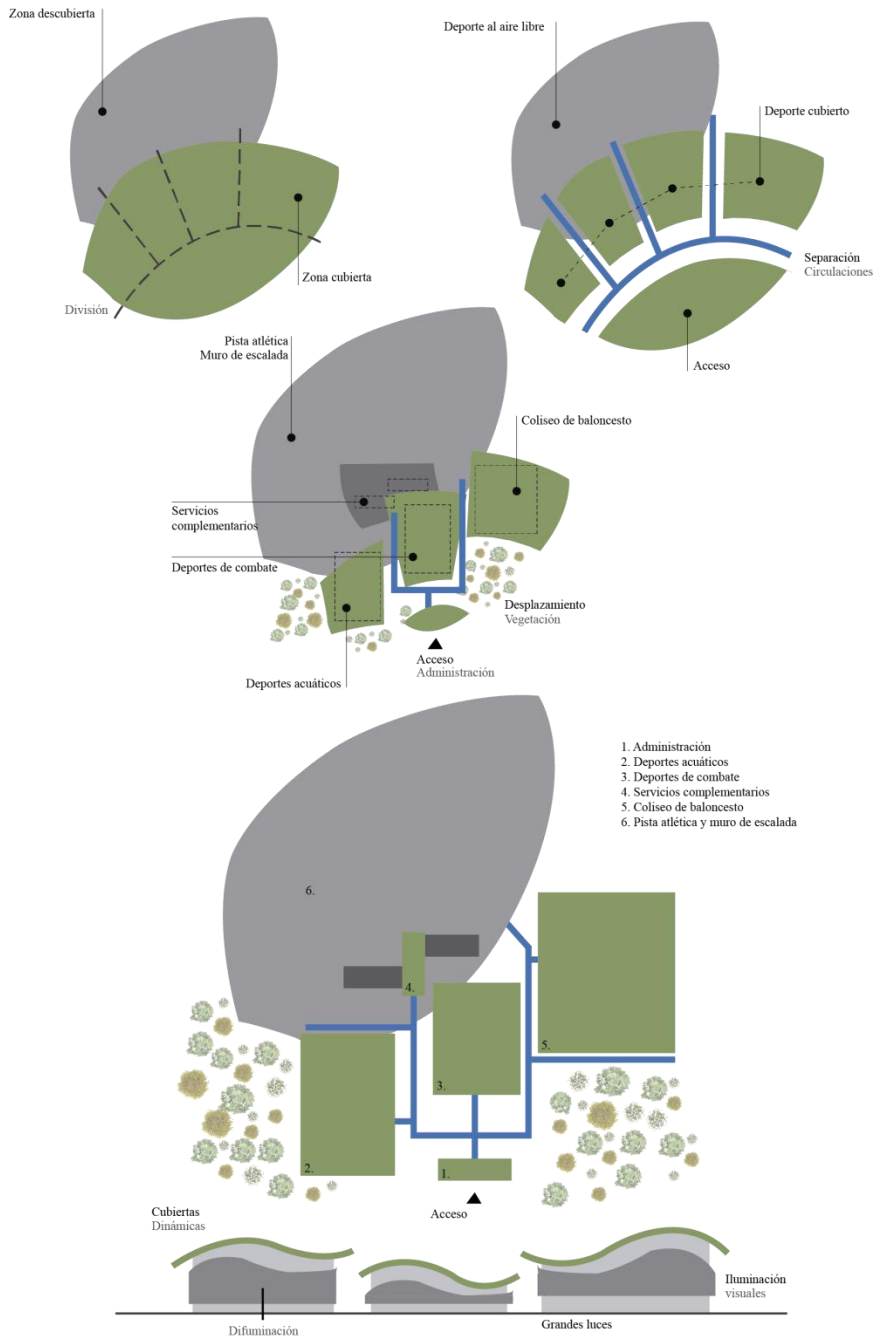 Zona descubierta
Zona cubierta
División
Deporte al aire libre
Deporte cubierto
Separación
Circulaciones
Acceso
Pista atlética
Muro de escalada
Coliseo de baloncesto
Servicios
complementarios
Deportes de combate
Desplazamiento
Vegetación
Acceso
Administración
Deportes acuáticos
1. Administración
2. Deportes acuáticos
3. Deportes de combate
4. Servicios complementarios
5. Coliseo de baloncesto
6. Pista atlética y muro de escalada
6.
4.
5.
3.
2.
1.
Acceso
Cubiertas
Dinámicas
Iluminación
visuales
Grandes luces
Difuminación